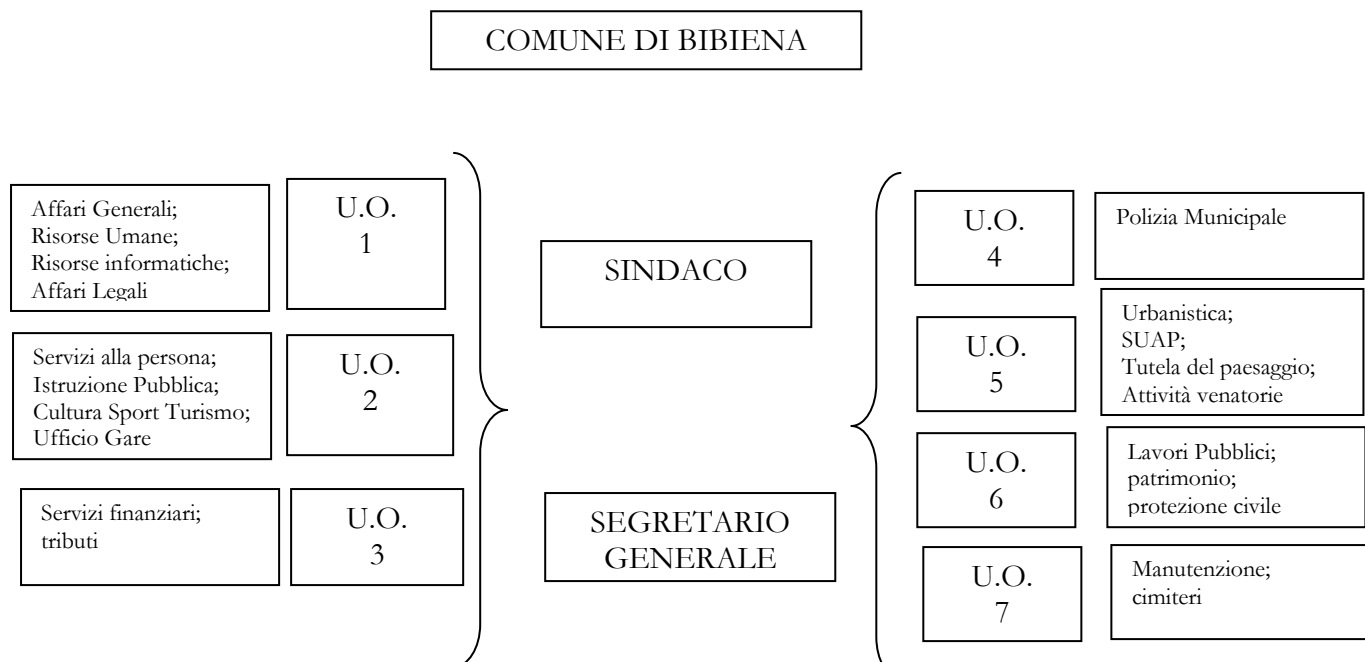 COMUNE DI BIBIENA
Affari Generali;
Risorse Umane;
Risorse informatiche;
Affari Legali
U.O.
1
Servizi alla persona;
Istruzione Pubblica;
Cultura Sport Turismo;
Ufficio Gare
U.O.
2
Servizi finanziari;
tributi
U.O.
3
SINDACO
SEGRETARIO
GENERALE
U.O.
4
Polizia Municipale
U.O.
5
Urbanistica;
SUAP;
Tutela del paesaggio;
Attività venatorie
U.O.
6
Lavori Pubblici;
patrimonio;
protezione civile
U.O.
7
Manutenzione;
cimiteri